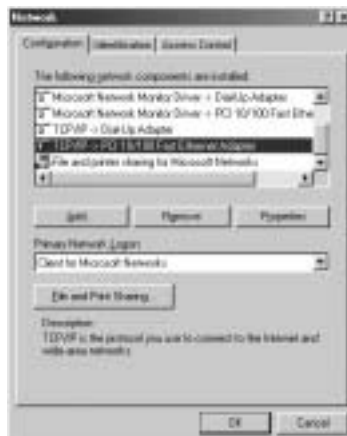 Network
Configuration Identification Access Control
The following network components are installed:
Microsoft Network Monitor Driver -> Dial-Up Adapter
Microsoft Network Monitor Driver -> PCI 10/100 Fast Ethe
TCP/IP -> Dial-Up Adapter
TCP/IP -> PCI 10/100 Fast Ethernet Adapter
File and printer sharing for Microsoft Networks
Add... Remove Properties
Primary Network Logon:
Client for Microsoft Networks
File and Print Sharing...
Description
TCP/IP is the protocol you use to connect to the Internet and
wide-area networks.
OK Cancel